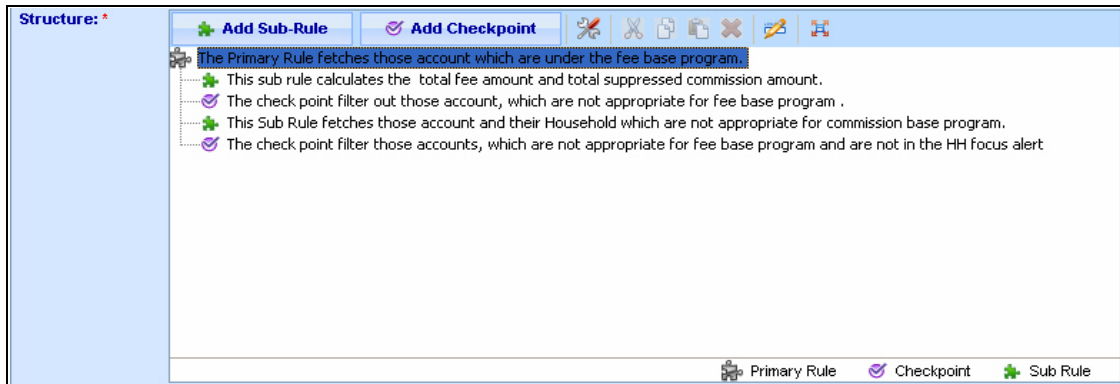 Structure: *
Add Sub-Rule Add Checkpoint
The Primary Rule fetches those account which are under the fee base program.
This sub rule calculates the total fee amount and total suppressed commission amount.
The check point filter out those account, which are not appropriate for fee base program .
This Sub Rule fetches those account and their Household which are not appropriate for commission base program.
The check point filter those accounts, which are not appropriate for fee base program and are not in the HH focus alert
Primary Rule Checkpoint Sub Rule